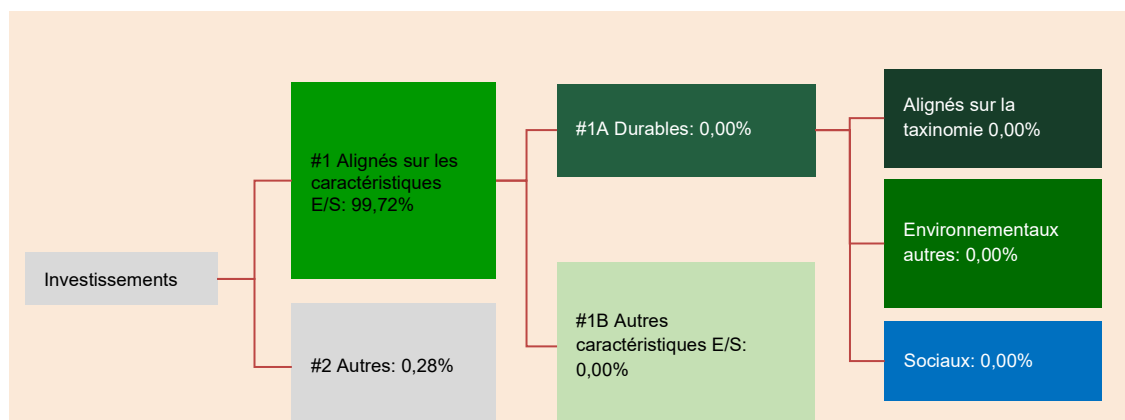 Investissements
#1 Alignés sur les
caractéristiques
E/S: 99,72%
#2 Autres: 0,28%
#1A Durables: 0,00%
#1B Autres
caractéristiques E/S:
0,00%
Alignés sur la
taxinomie 0,00%
Environnementaux
autres: 0,00%
Sociaux: 0,00%